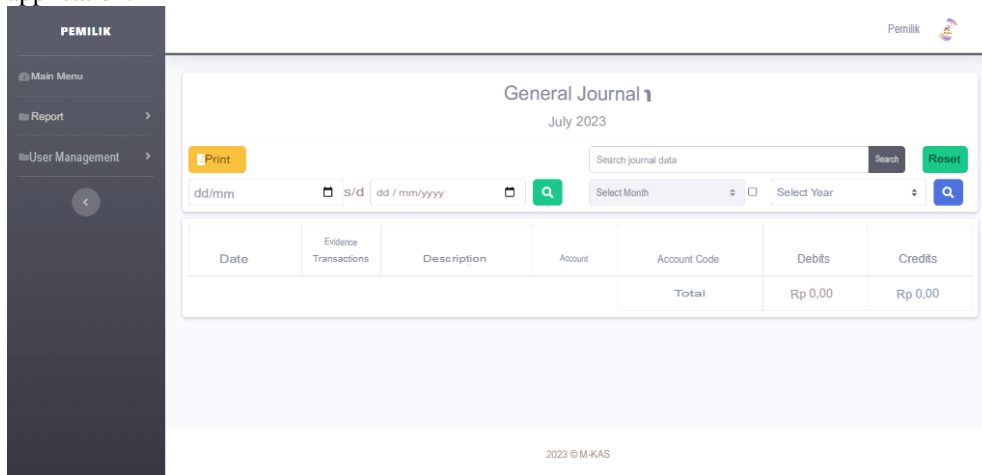 PEMILIK
Pemilik
Main Menu
Report
User Management
General Journal
July 2023
Print
Search journal data
Search
Reset
dd/mm
s/d
dd / mm/yyyy
Select Month
Select Year
Date
Evidence
Transactions
Description
Account
Account Code
Debits
Credits
Total
Rp 0,00
Rp 0,00
2023 © M-KAS